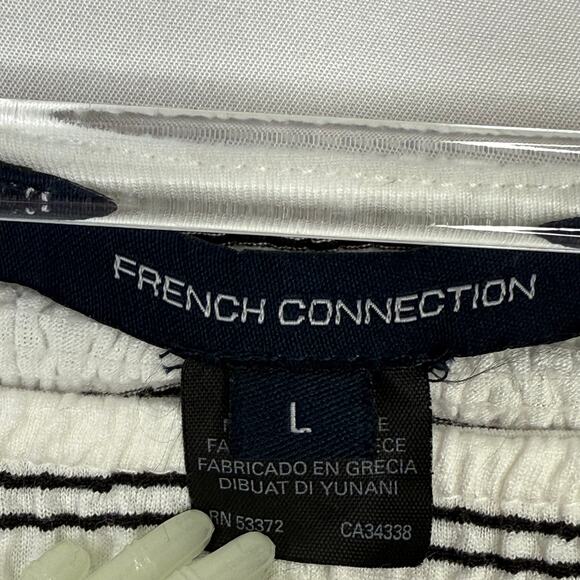 FRENCH CONNECTION
L
FABRICADO EN GRECIA
DIBUAT DI YUNANI
RN 53372 CA34338